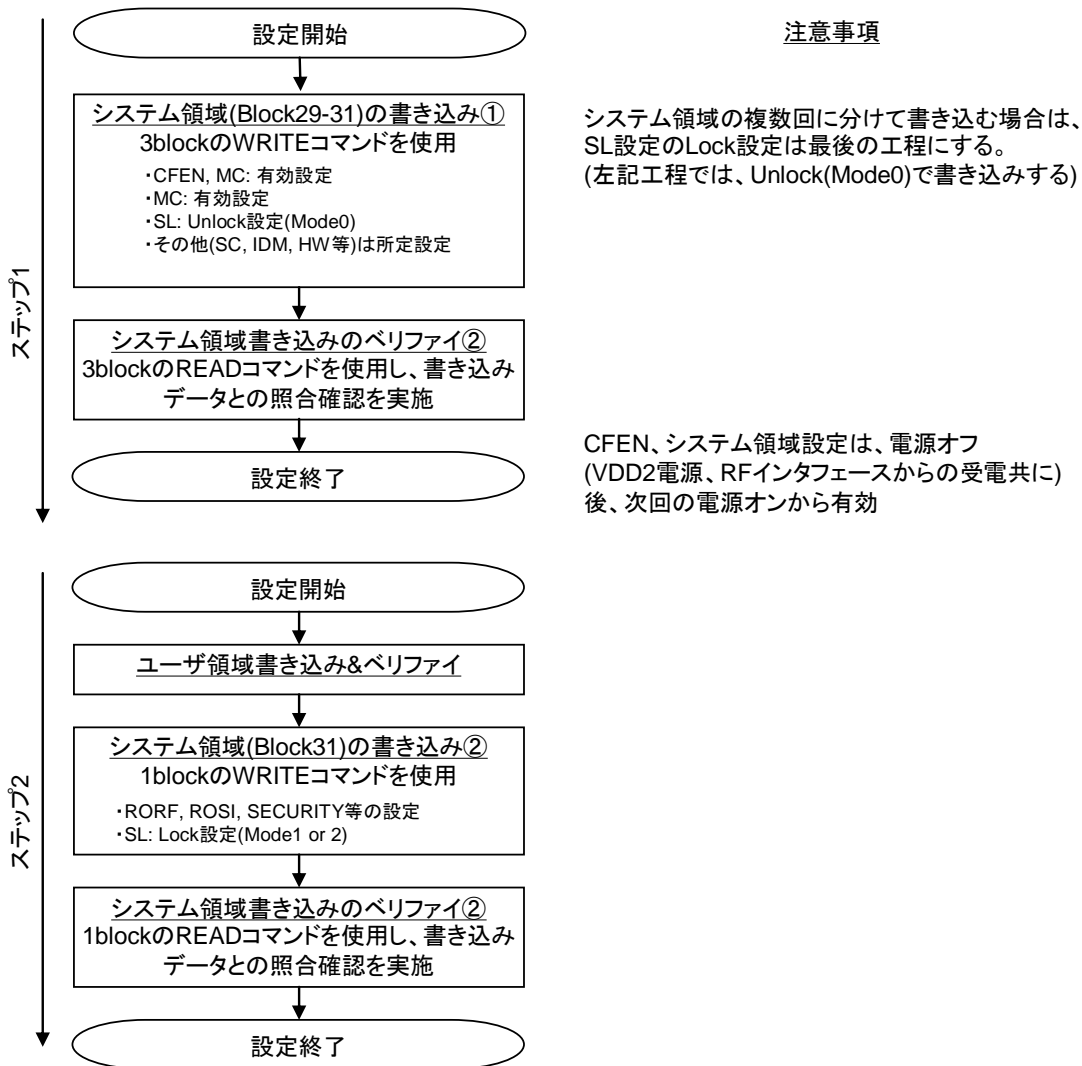 設定開始
注意事項
システム領域(Block29-31)の書き込み①
3blockのWRITEコマンドを使用
・CFEN, MC: 有効設定
・MC: 有効設定
・SL: Unlock設定(Mode0)
・その他(SC, IDM, HW等)は所定設定
システム領域の複数回に分けて書き込む場合は、
SL設定のLock設定は最後の工程にする。
(左記工程では、Unlock(Mode0)で書き込みする)
ステップ1
システム領域書き込みのベリファイ②
3blockのREADコマンドを使用し、書き込み
データとの照合確認を実施
設定終了
CFEN、システム領域設定は、電源オフ
(VDD2電源、RFインタフェースからの受電共に)
後、次回の電源オンから有効
設定開始
ユーザ領域書き込み&ベリファイ
システム領域(Block31)の書き込み②
1blockのWRITEコマンドを使用
・RORF, ROSI, SECURITY等の設定
・SL: Lock設定(Mode1 or 2)
ステップ2
システム領域書き込みのベリファイ②
1blockのREADコマンドを使用し、書き込み
データとの照合確認を実施
設定終了